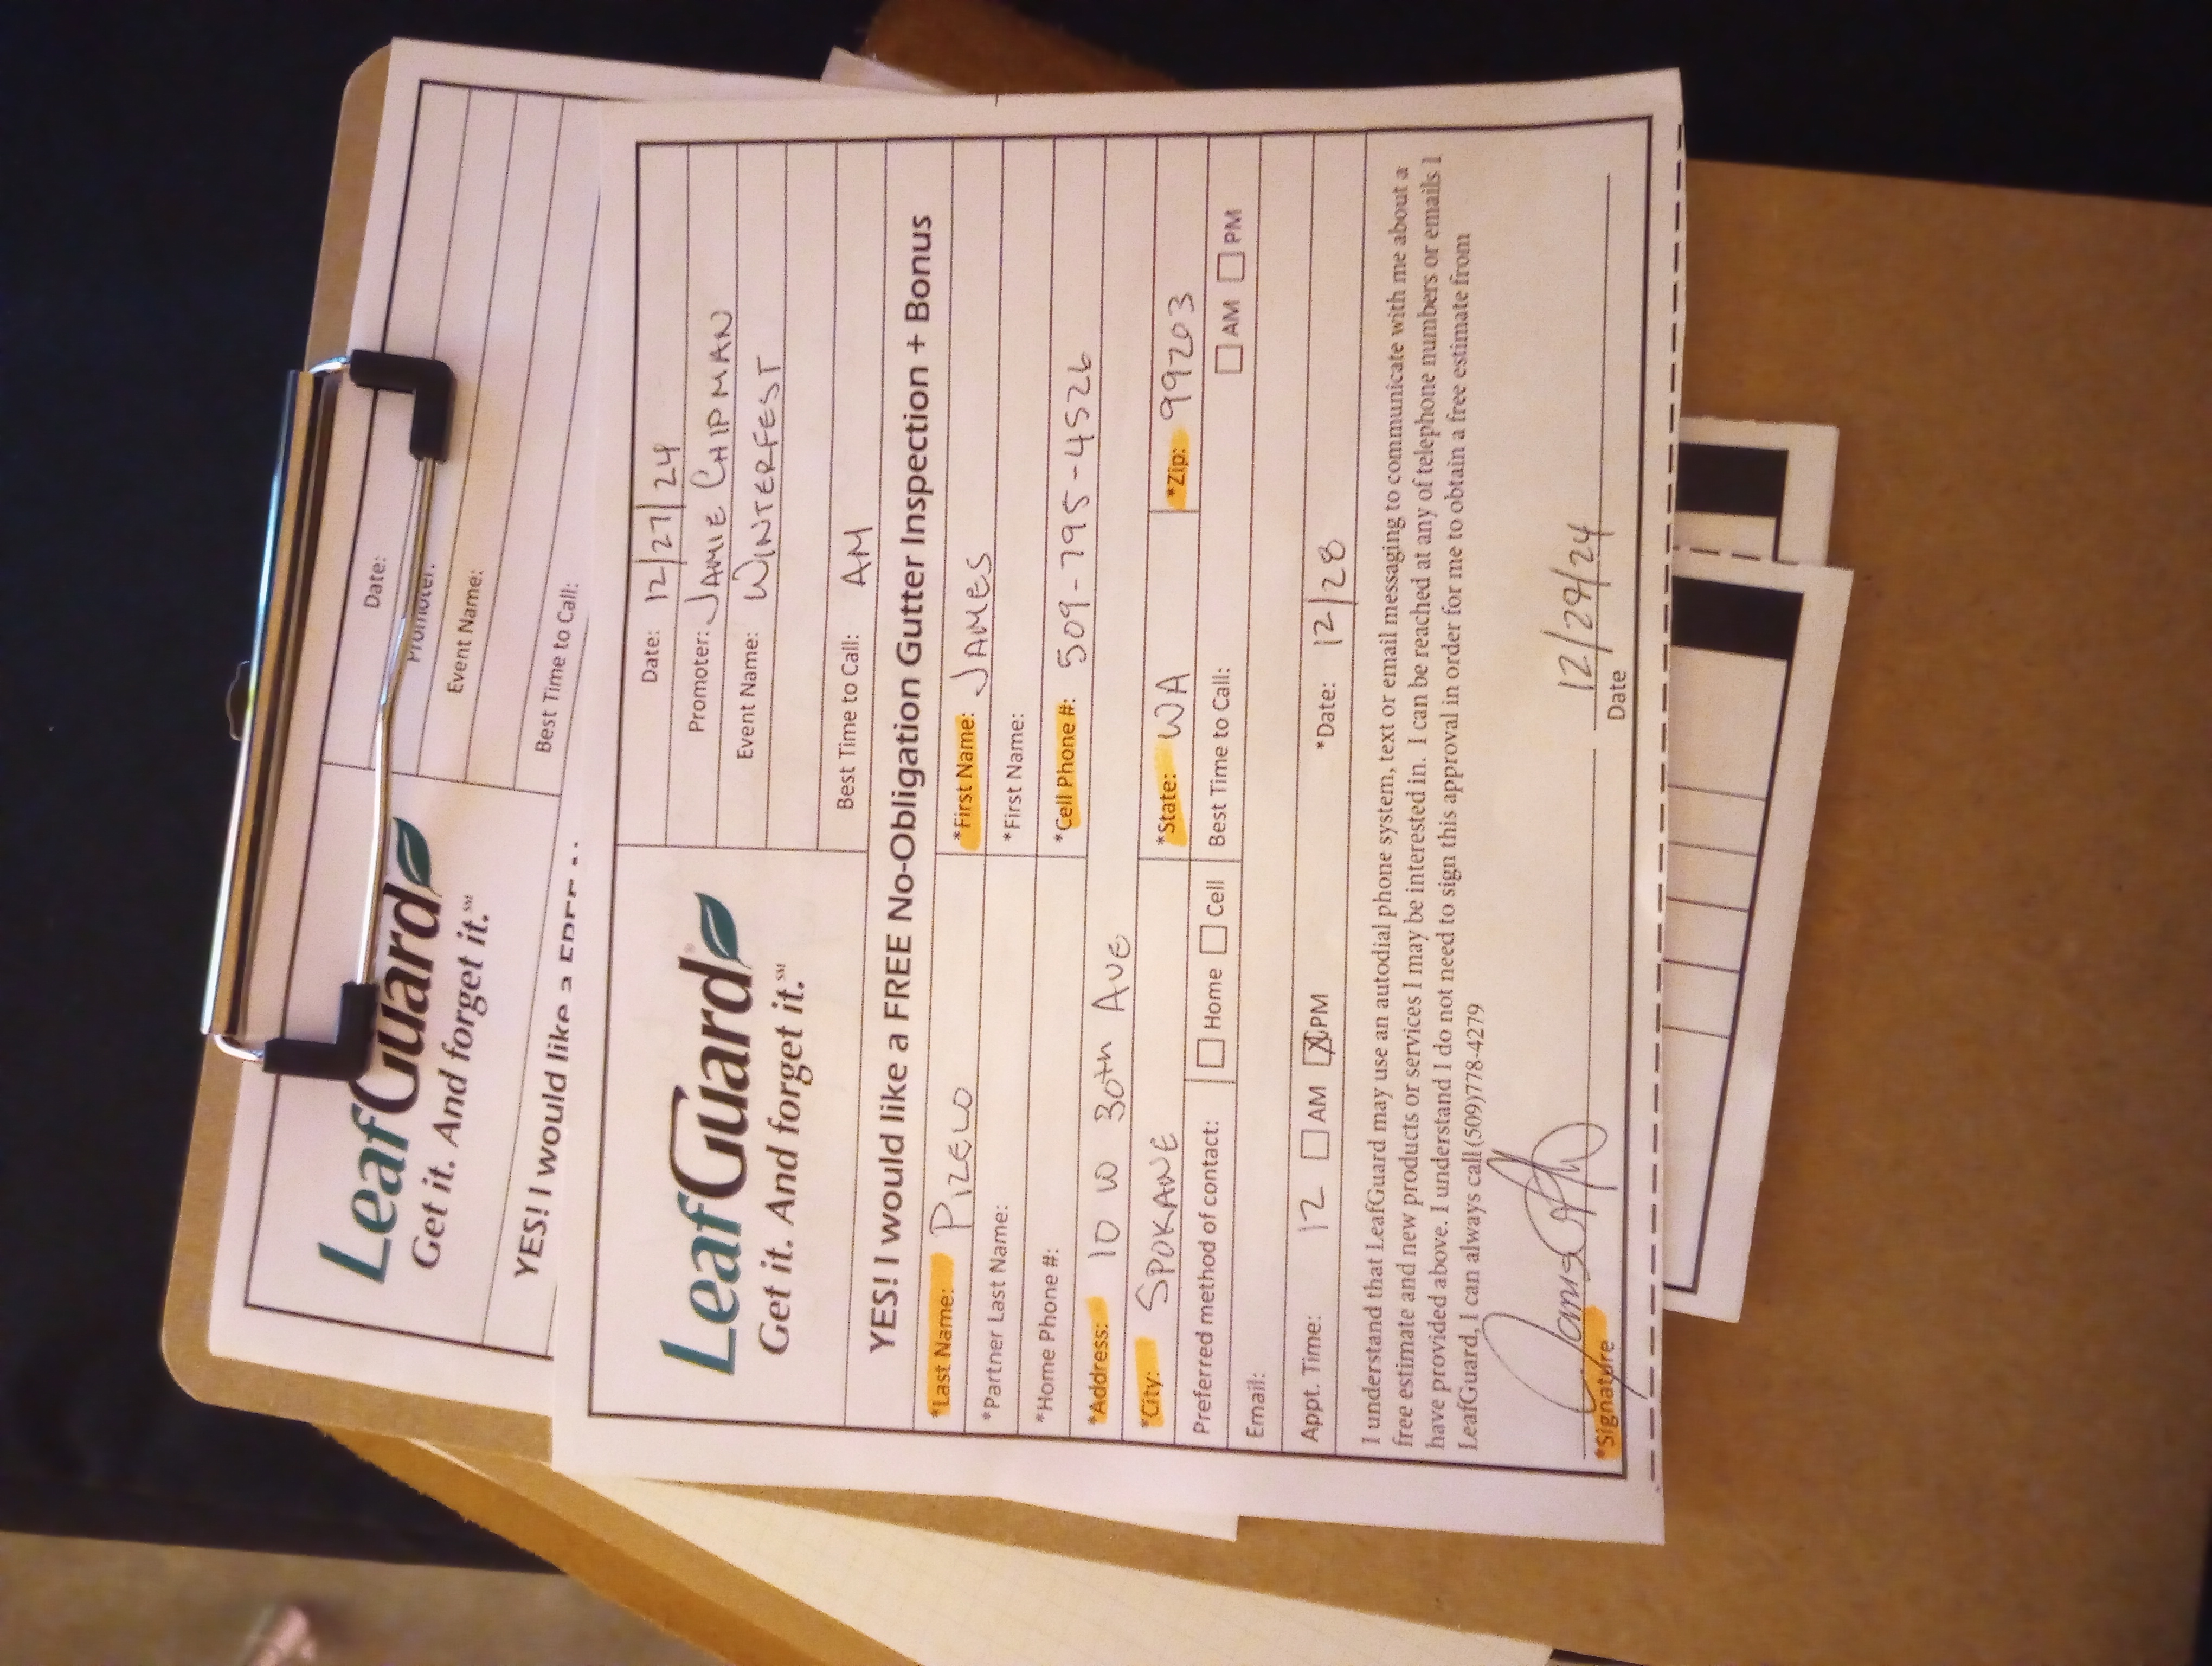 LeafGuard
Get it. And forget it.℠
Date:
Promoter:
Event Name:
Best Time to Call:
YES! I would like a FREE
LeafGuard
Get it. And forget it.℠
Date: 12/27/24
Promoter: JAMIE CHIPMAN
Event Name: WINTERFEST
Best Time to Call: AM
YES! I would like a FREE No-Obligation Gutter Inspection + Bonus
*Last Name: PIZELO *First Name: JAMES
*Partner Last Name: *First Name:
*Home Phone #: *Cell Phone #: 509-795-4526
*Address: 10 W 30th AVE
*City: SPOKANE *State: WA *Zip: 99203
Preferred method of contact: Home Cell Best Time to Call: AM PM
Email:
Appt. Time: 12 AM PM *Date: 12/28
I understand that LeafGuard may use an autodial phone system, text or email messaging to communicate with me about a
free estimate and new products or services I may be interested in. I can be reached at any of telephone numbers or emails I
have provided above. I understand I do not need to sign this approval in order for me to obtain a free estimate from
LeafGuard, I can always call (509)778-4279
*Signature Date